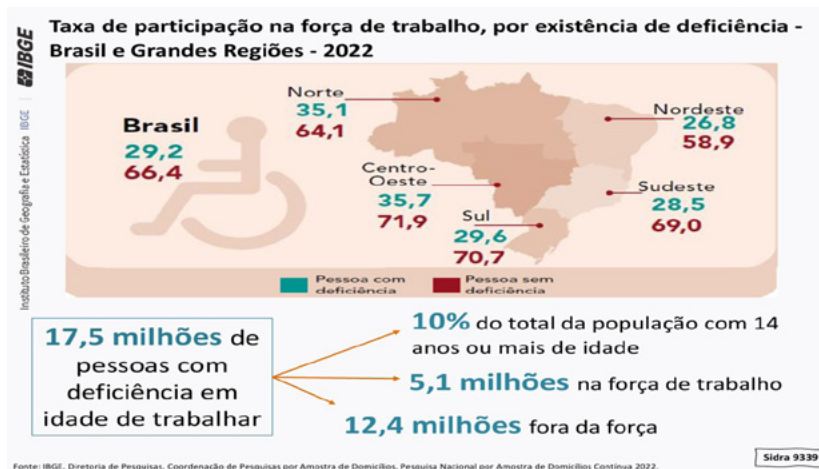 Taxa de participação na força de trabalho, por existência de deficiência -
Brasil e Grandes Regiões - 2022
IBGE
Instituto Brasileiro de Geografia e Estatística IBGE
Brasil
29,2
66,4
Norte
35,1
64,1
Nordeste
26,8
58,9
Centro-
Oeste
35,7
71,9
Sudeste
28,5
69,0
Sul
29,6
70,7
Pessoa com
deficiência
Pessoa sem
deficiência
17,5 milhões de
pessoas com
deficiência em
idade de trabalhar
10% do total da população com 14
anos ou mais de idade
5,1 milhões na força de trabalho
12,4 milhões fora da força
Sidra 9339
Fonte: IBGE, Diretoria de Pesquisas, Coordenação de Pesquisas por Amostra de Domicílios, Pesquisa Nacional por Amostra de Domicílios Contínua 2022.